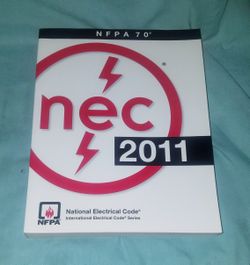 NFPA 70®
nec
2011
National Electrical Code®
International Electrical Code® Series
NFPA